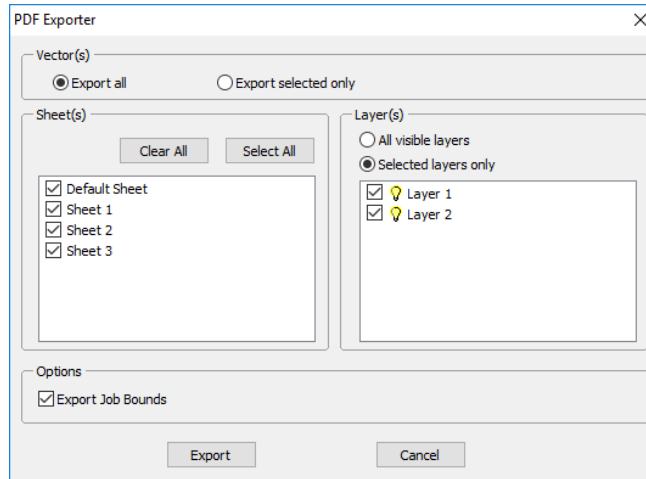 PDF Exporter
Vector(s)
Export all
Export selected only
Sheet(s)
Clear All
Select All
Default Sheet
Sheet 1
Sheet 2
Sheet 3
Layer(s)
All visible layers
Selected layers only
Layer 1
Layer 2
Options
Export Job Bounds
Export
Cancel